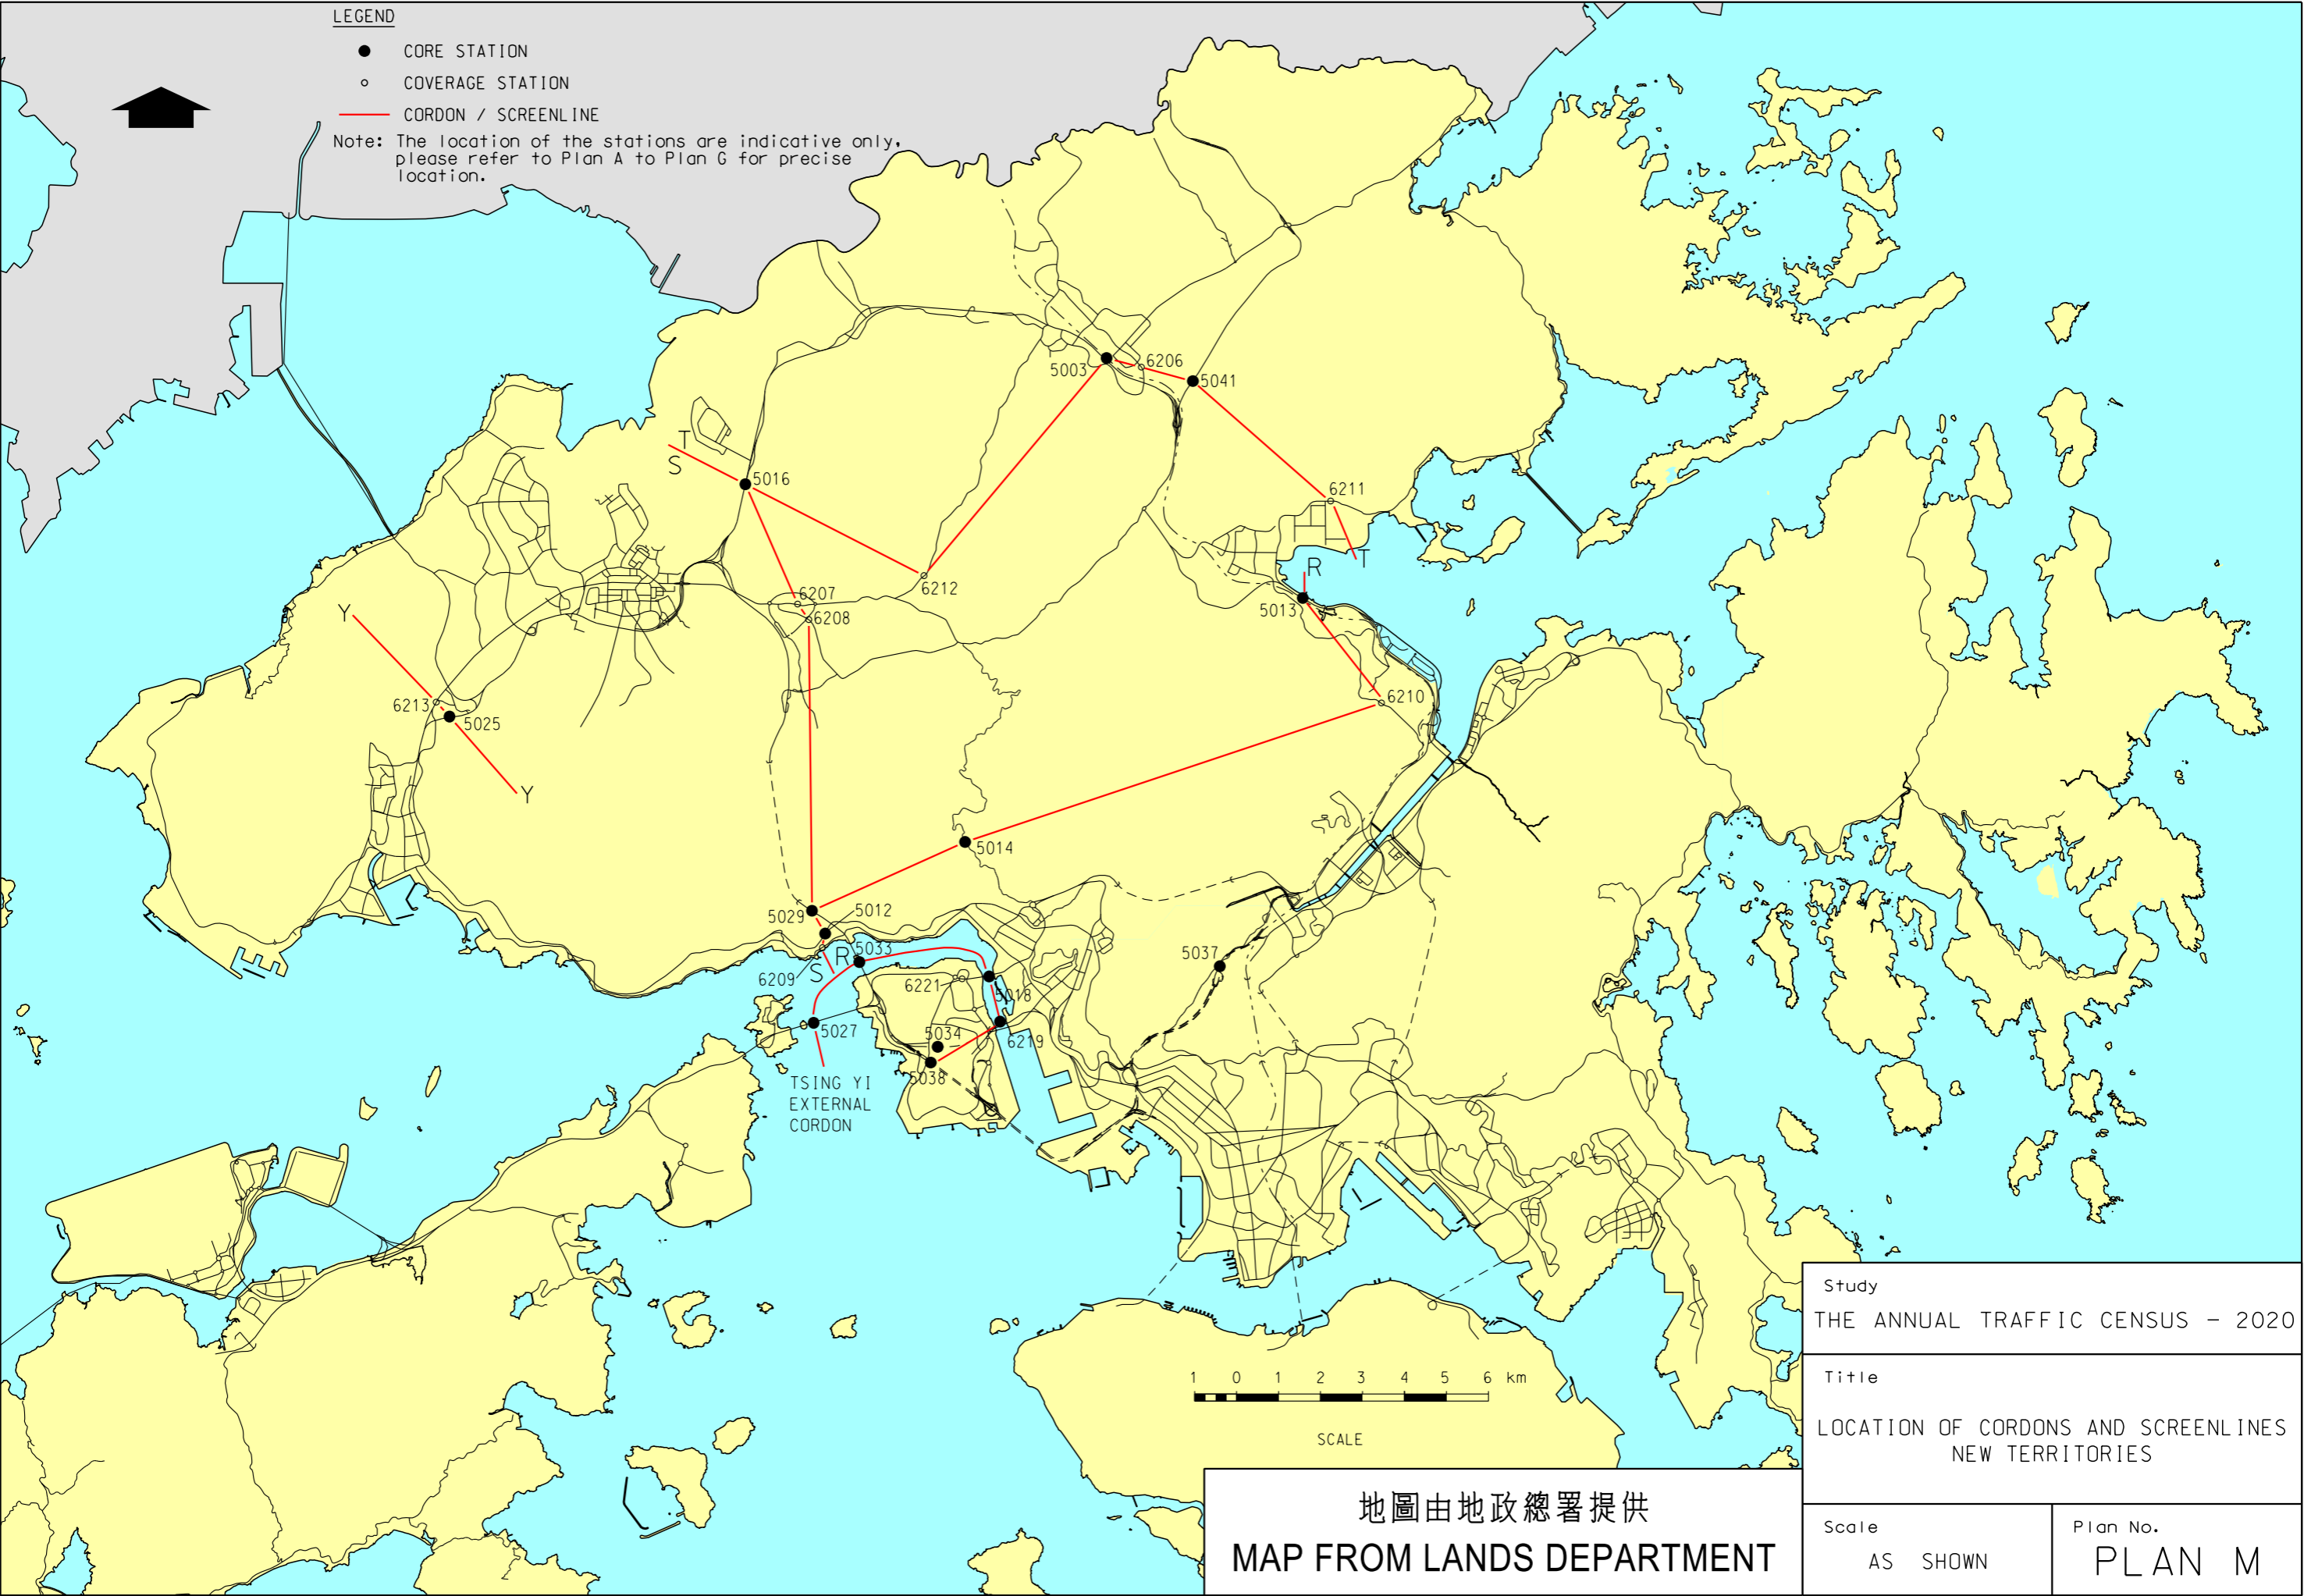 LEGEND
CORE STATION
COVERAGE STATION
CORDON / SCREENLINE
Note: The location of the stations are indicative only,
please refer to Plan A to Plan G for precise
location.
5003
6206
5041
T
S
5016
6211
T
R
6212
6207
6208
5013
Y
6213
5025
6210
Y
5014
5029
5012
R
5033
S
6209
5037
6221
5018
5027
5034
6219
5038
TSING YI
EXTERNAL
CORDON
1 0 1 2 3 4 5 6 km
SCALE
地圖由地政總署提供
MAP FROM LANDS DEPARTMENT
Study
THE ANNUAL TRAFFIC CENSUS - 2020
Title
LOCATION OF CORDONS AND SCREENLINES
NEW TERRITORIES
Scale
AS SHOWN
Plan No.
PLAN M